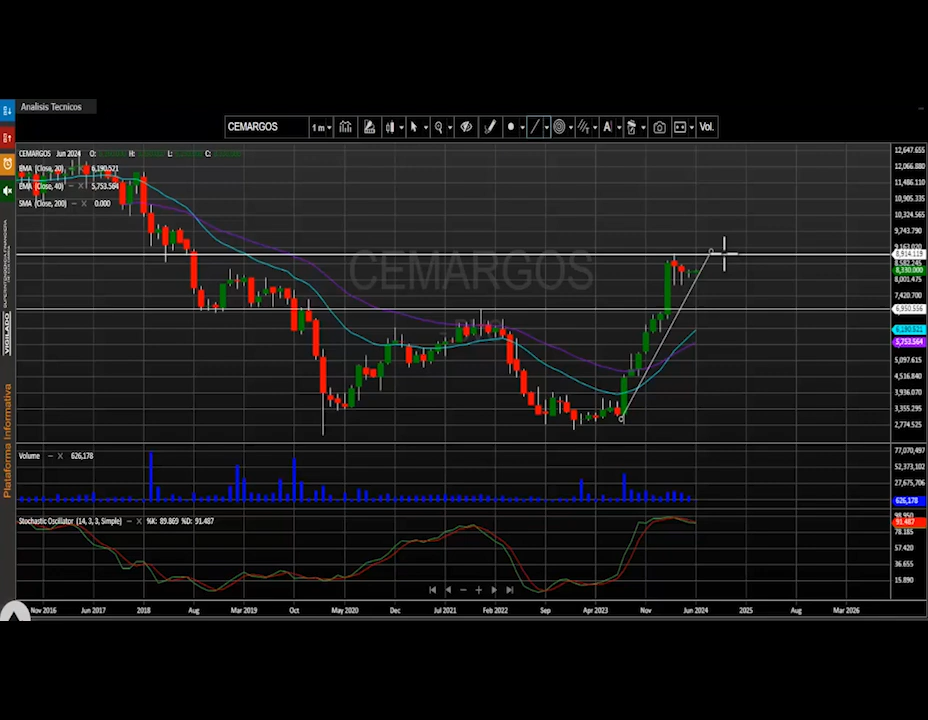 Analisis Tecnicos
CEMARGOS 1 m Vol.
CEMARGOS Jun 2024 O: H: L: C:
EMA (Close, 20) 6,190.521
EMA (Close, 40) 5,753.564
SMA (Close, 200) 0.000
CEMARGOS
12,647.655
12,066.880
11,486.110
10,905.335
10,324.565
9,743.790
9,163.020
8,914.119
8,330.000
8,001.475
7,420.700
6,950.556
6,190.521
5,753.564
5,097.615
4,516.840
3,936.070
3,355.295
2,774.525
Volume 626,178
77,070,497
52,373,102
27,675,706
626,178
Stochastic Oscillator (14, 3, 3, Simple) %K: 89.869 %D: 91.487
98.950
91.487
78.185
57.420
36.655
15.890
Nov 2016 Jun 2017 2018 Aug Mar 2019 Oct May 2020 Dec Jul 2021 Feb 2022 Sep Apr 2023 Nov Jun 2024 2025 Aug Mar 2026
VIGILADO
Plataforma Informativa